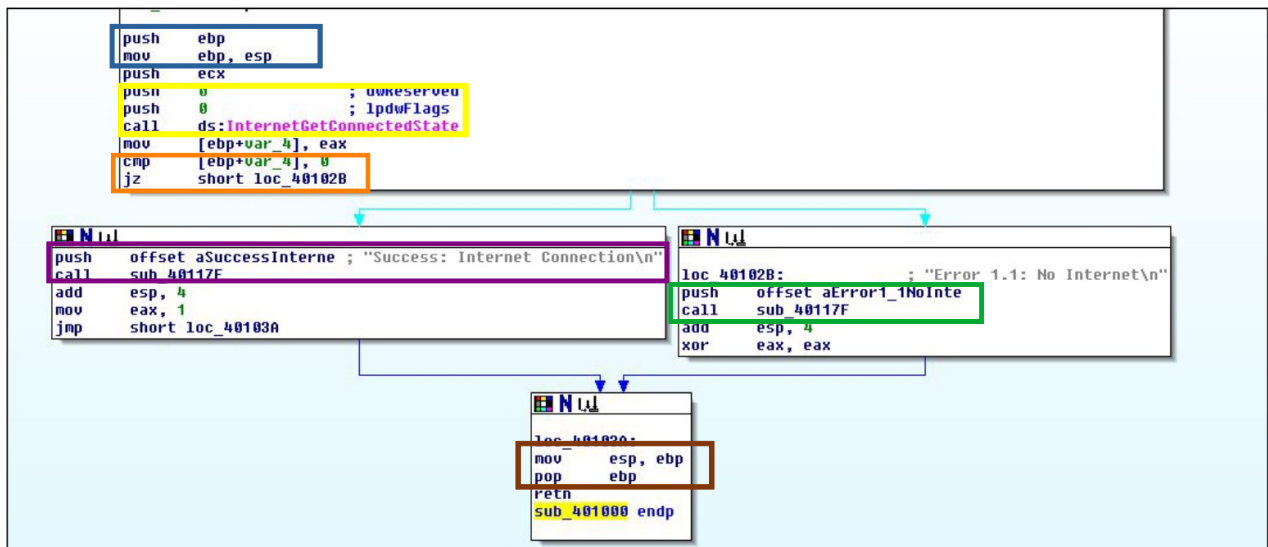 push ebp
mov ebp, esp
push ecx
push 0 ; dwReserved
push 0 ; lpdwFlags
call ds:InternetGetConnectedState
mov [ebp+var_4], eax
cmp [ebp+var_4], 0
jz short loc_40102B
push offset aSuccessInterne ; "Success: Internet Connection\n"
call sub_40117F
add esp, 4
mov eax, 1
jmp short loc_40103A
loc_40102B: ; "Error 1.1: No Internet\n"
push offset aError1_1NoInte
call sub_40117F
add esp, 4
xor eax, eax
loc_40103A:
mov esp, ebp
pop ebp
retn
sub_401000 endp